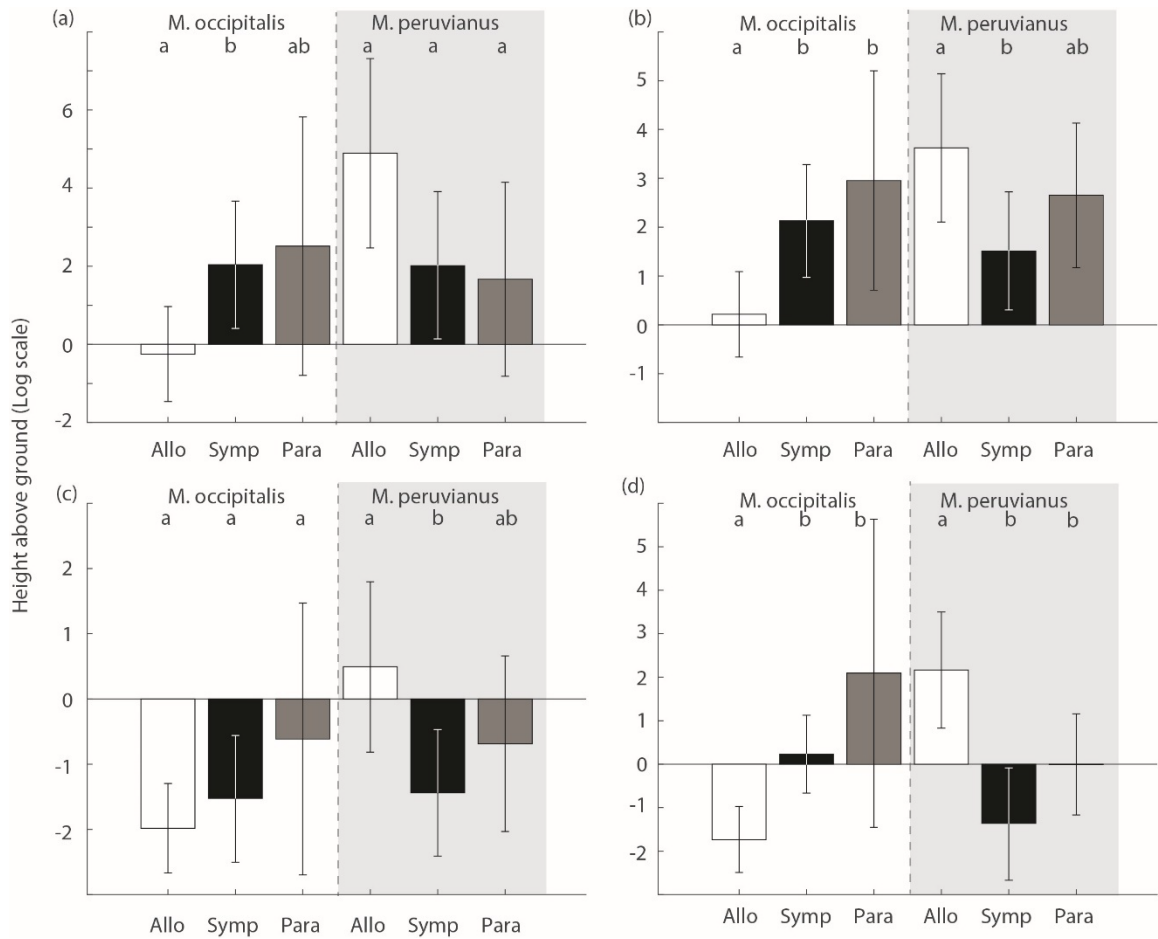 (a)
M. occipitalis
M. peruvianus
a b ab a a a
6
4
2
0
-2
Allo Symp Para Allo Symp Para
(b)
M. occipitalis
M. peruvianus
a b b a b ab
5
4
3
2
1
0
-1
Allo Symp Para Allo Symp Para
Height above ground (Log scale)
(c)
M. occipitalis
M. peruvianus
a a a a b ab
2
1
0
-1
-2
Allo Symp Para Allo Symp Para
(d)
M. occipitalis
M. peruvianus
a b b a b b
5
4
3
2
1
0
-1
-2
Allo Symp Para Allo Symp Para